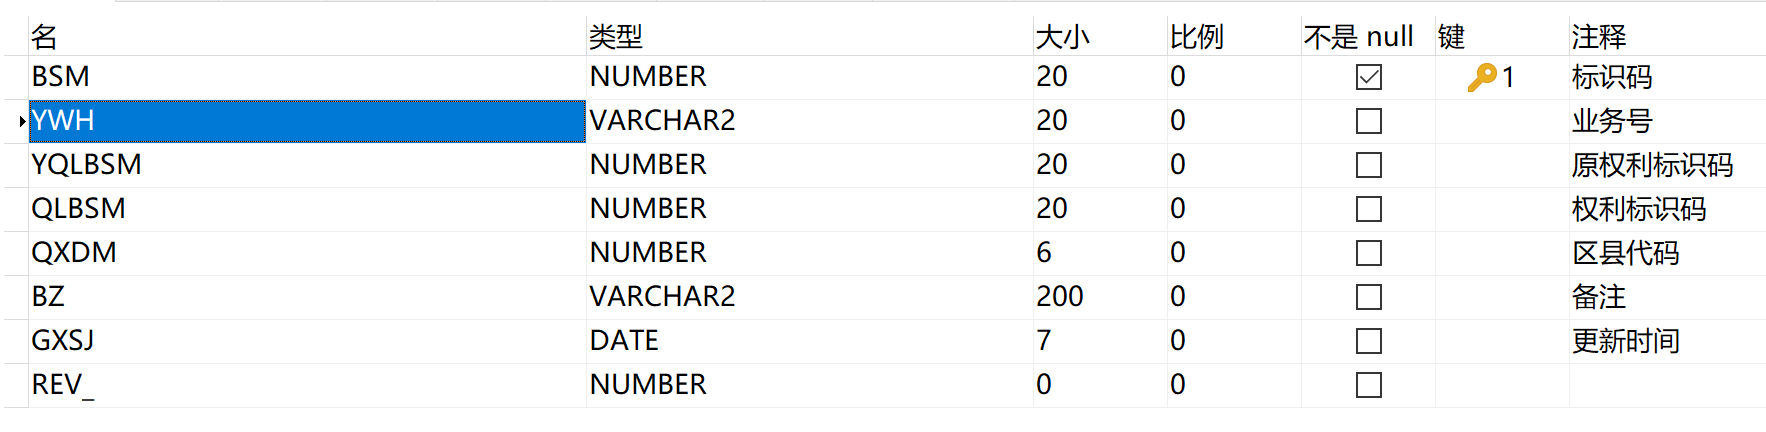 名 类型 大小 比例 不是 null 键 注释
BSM NUMBER 20 0 1 标识码
YWH VARCHAR2 20 0 业务号
YQLBSM NUMBER 20 0 原权利标识码
QLBSM NUMBER 20 0 权利标识码
QXDM NUMBER 6 0 区县代码
BZ VARCHAR2 200 0 备注
GXSJ DATE 7 0 更新时间
REV_ NUMBER 0 0